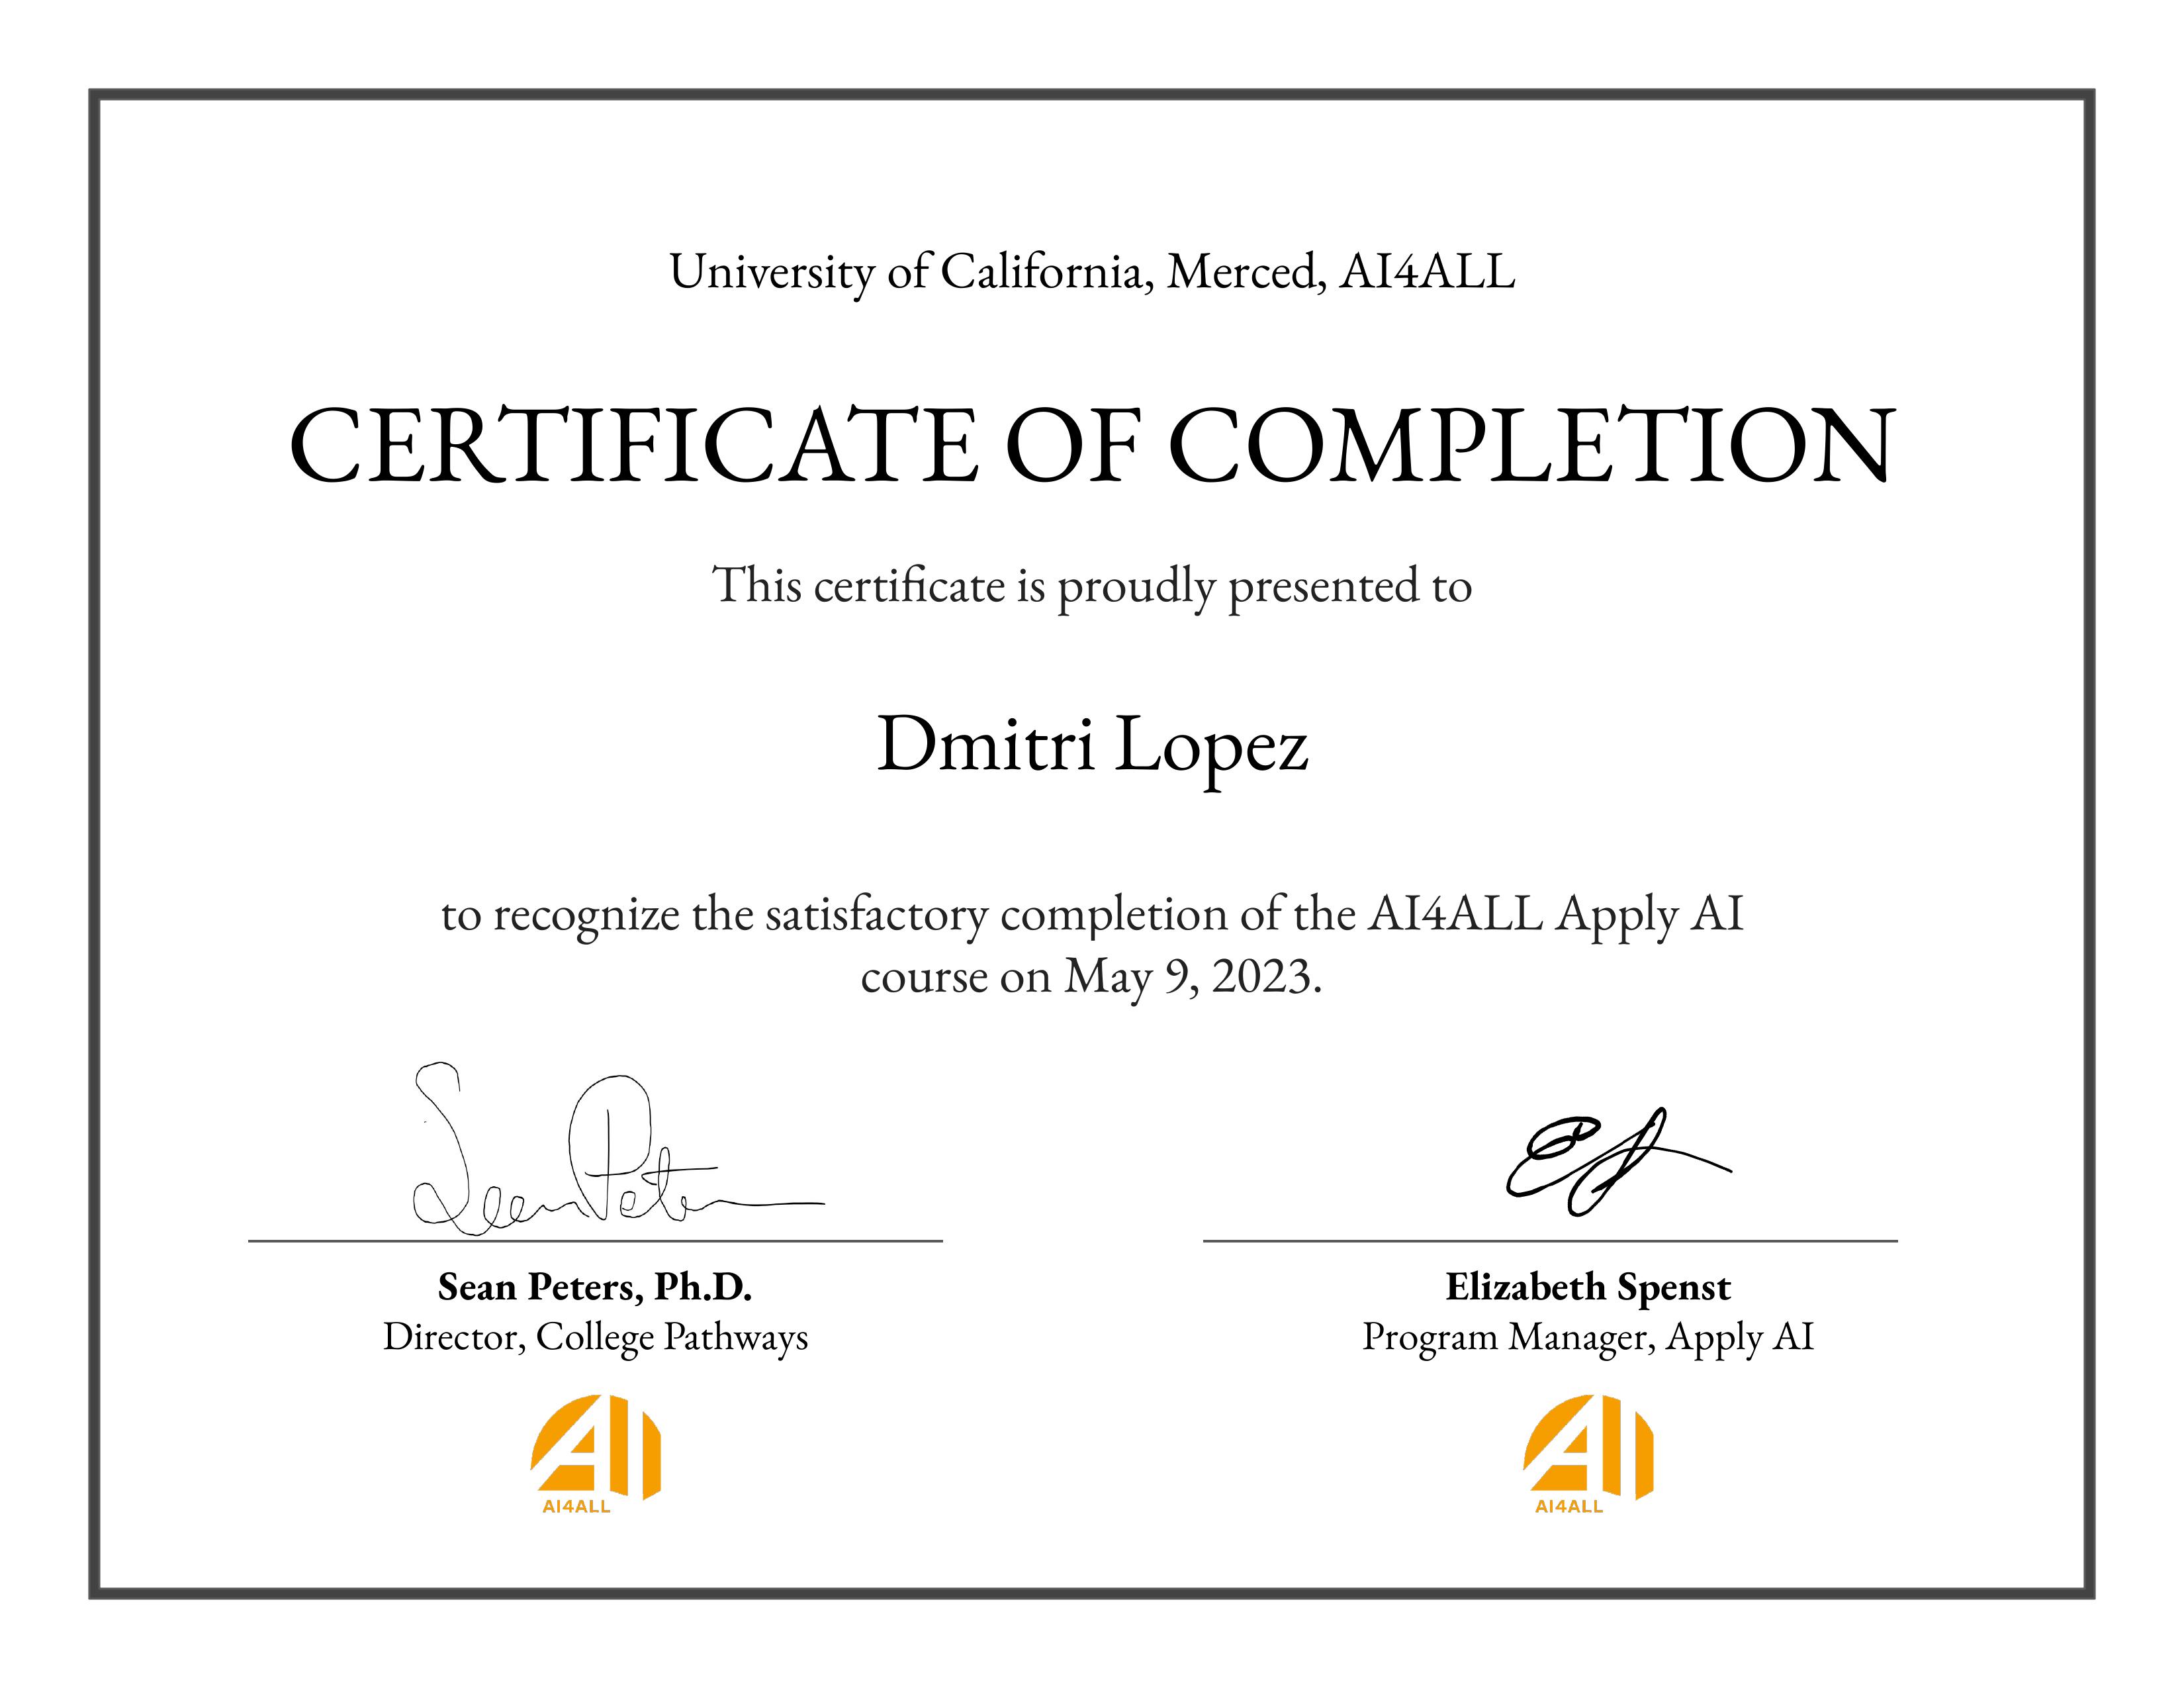 University of California, Merced, AI4ALL
CERTIFICATE OF COMPLETION
This certificate is proudly presented to
Dmitri Lopez
to recognize the satisfactory completion of the AI4ALL Apply AI
course on May 9, 2023.
Sean Peters
Sean Peters, Ph.D.
Director, College Pathways
AI4ALL
Elizabeth Spenst
Program Manager, Apply AI
AI4ALL